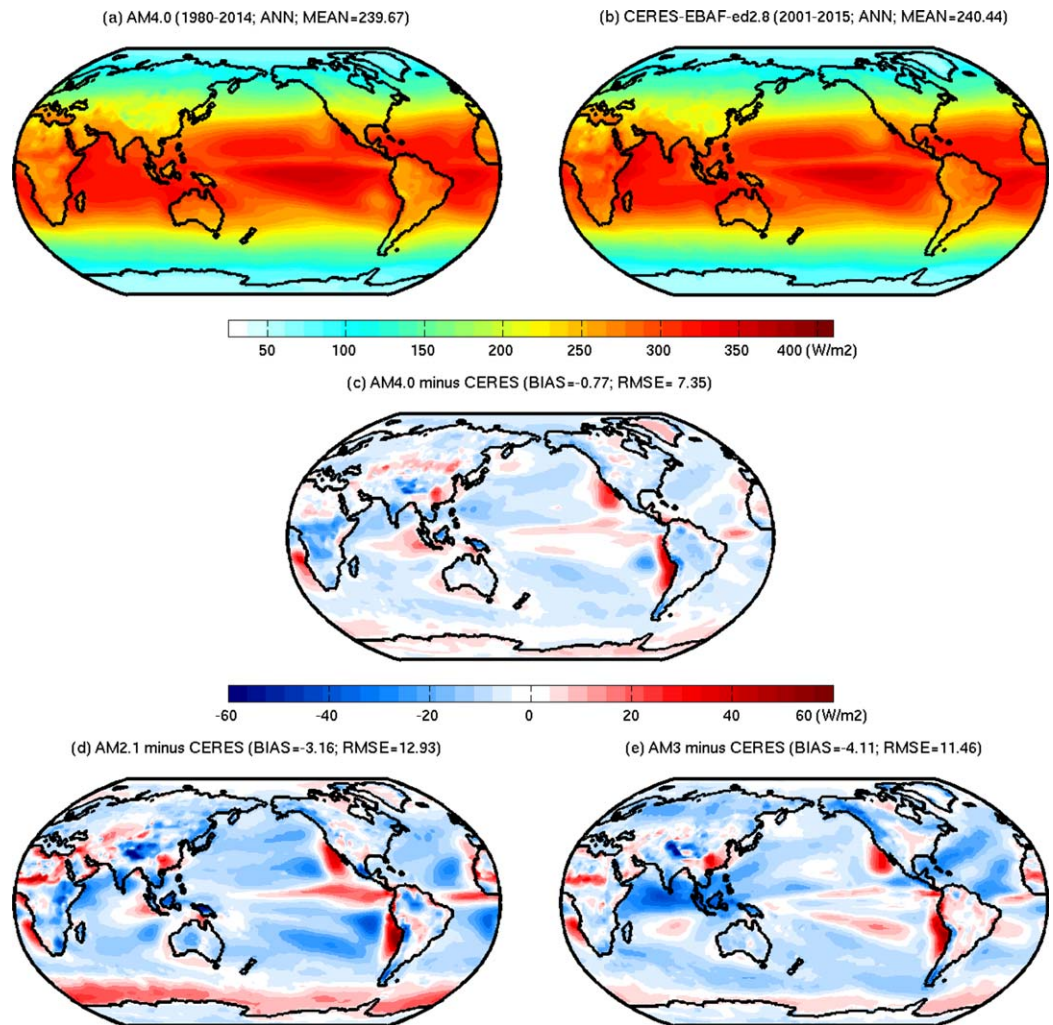 (a) AM4.0 (1980-2014; ANN; MEAN=239.67)
(b) CERES-EBAF-ed2.8 (2001-2015; ANN; MEAN=240.44)
50 100 150 200 250 300 350 400 (W/m2)
(c) AM4.0 minus CERES (BIAS=-0.77; RMSE= 7.35)
-60 -40 -20 0 20 40 60 (W/m2)
(d) AM2.1 minus CERES (BIAS=-3.16; RMSE=12.93)
(e) AM3 minus CERES (BIAS=-4.11; RMSE=11.46)